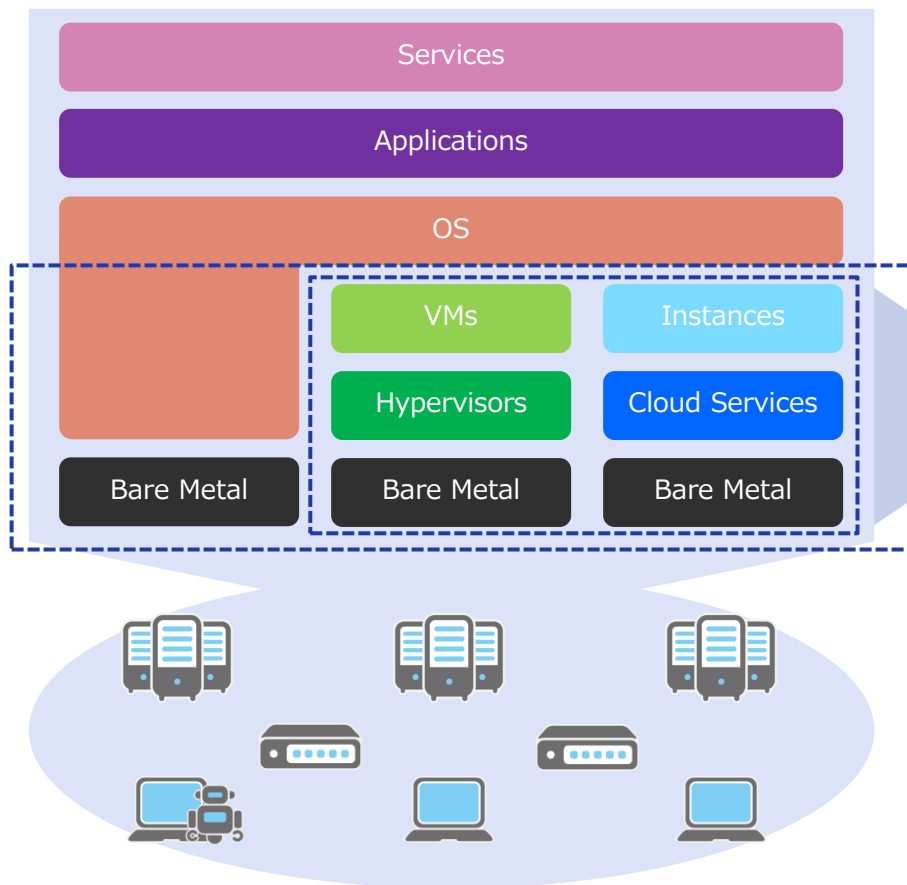 Services
Applications
OS
VMs
Instances
Hypervisors
Cloud Services
Bare Metal
Bare Metal
Bare Metal